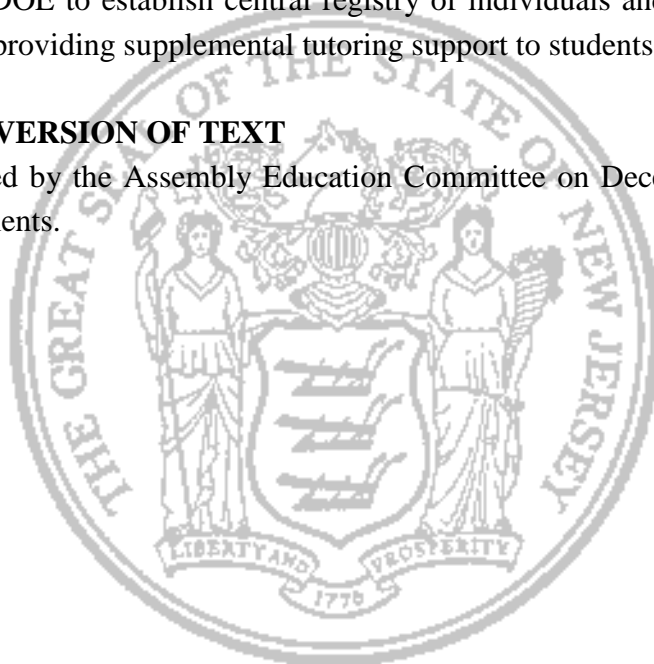 DOE to establish central registry of individuals and
providing supplemental tutoring support to students
VERSION OF TEXT
ed by the Assembly Education Committee on Dece
ents.
THE GREAT SEAL OF THE STATE OF NEW JERSEY
LIBERTY AND PROSPERITY
1776